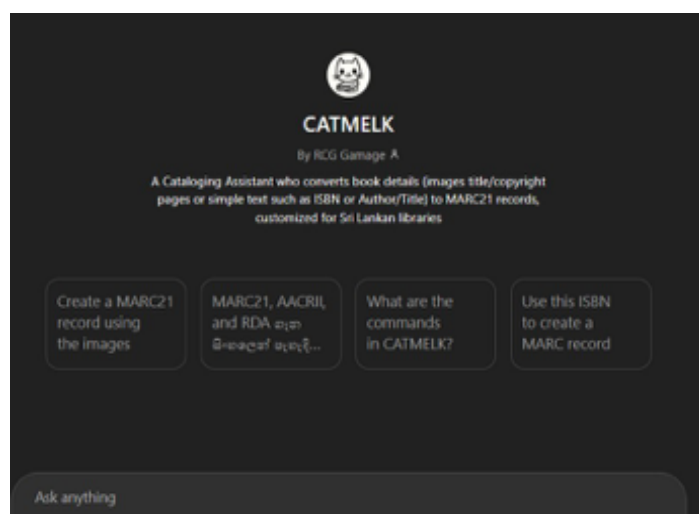 CATMELK
By RCG Gamage
A Cataloging Assistant who converts book details (images title/copyright
pages or simple text such as ISBN or Author/Title) to MARC21 records,
customized for Sri Lankan libraries
Create a MARC21
record using
the images
MARC21, AACRII,
and RDA ගැන
What are the
commands
in CATMELK?
Use this ISBN
to create a
MARC record
Ask anything